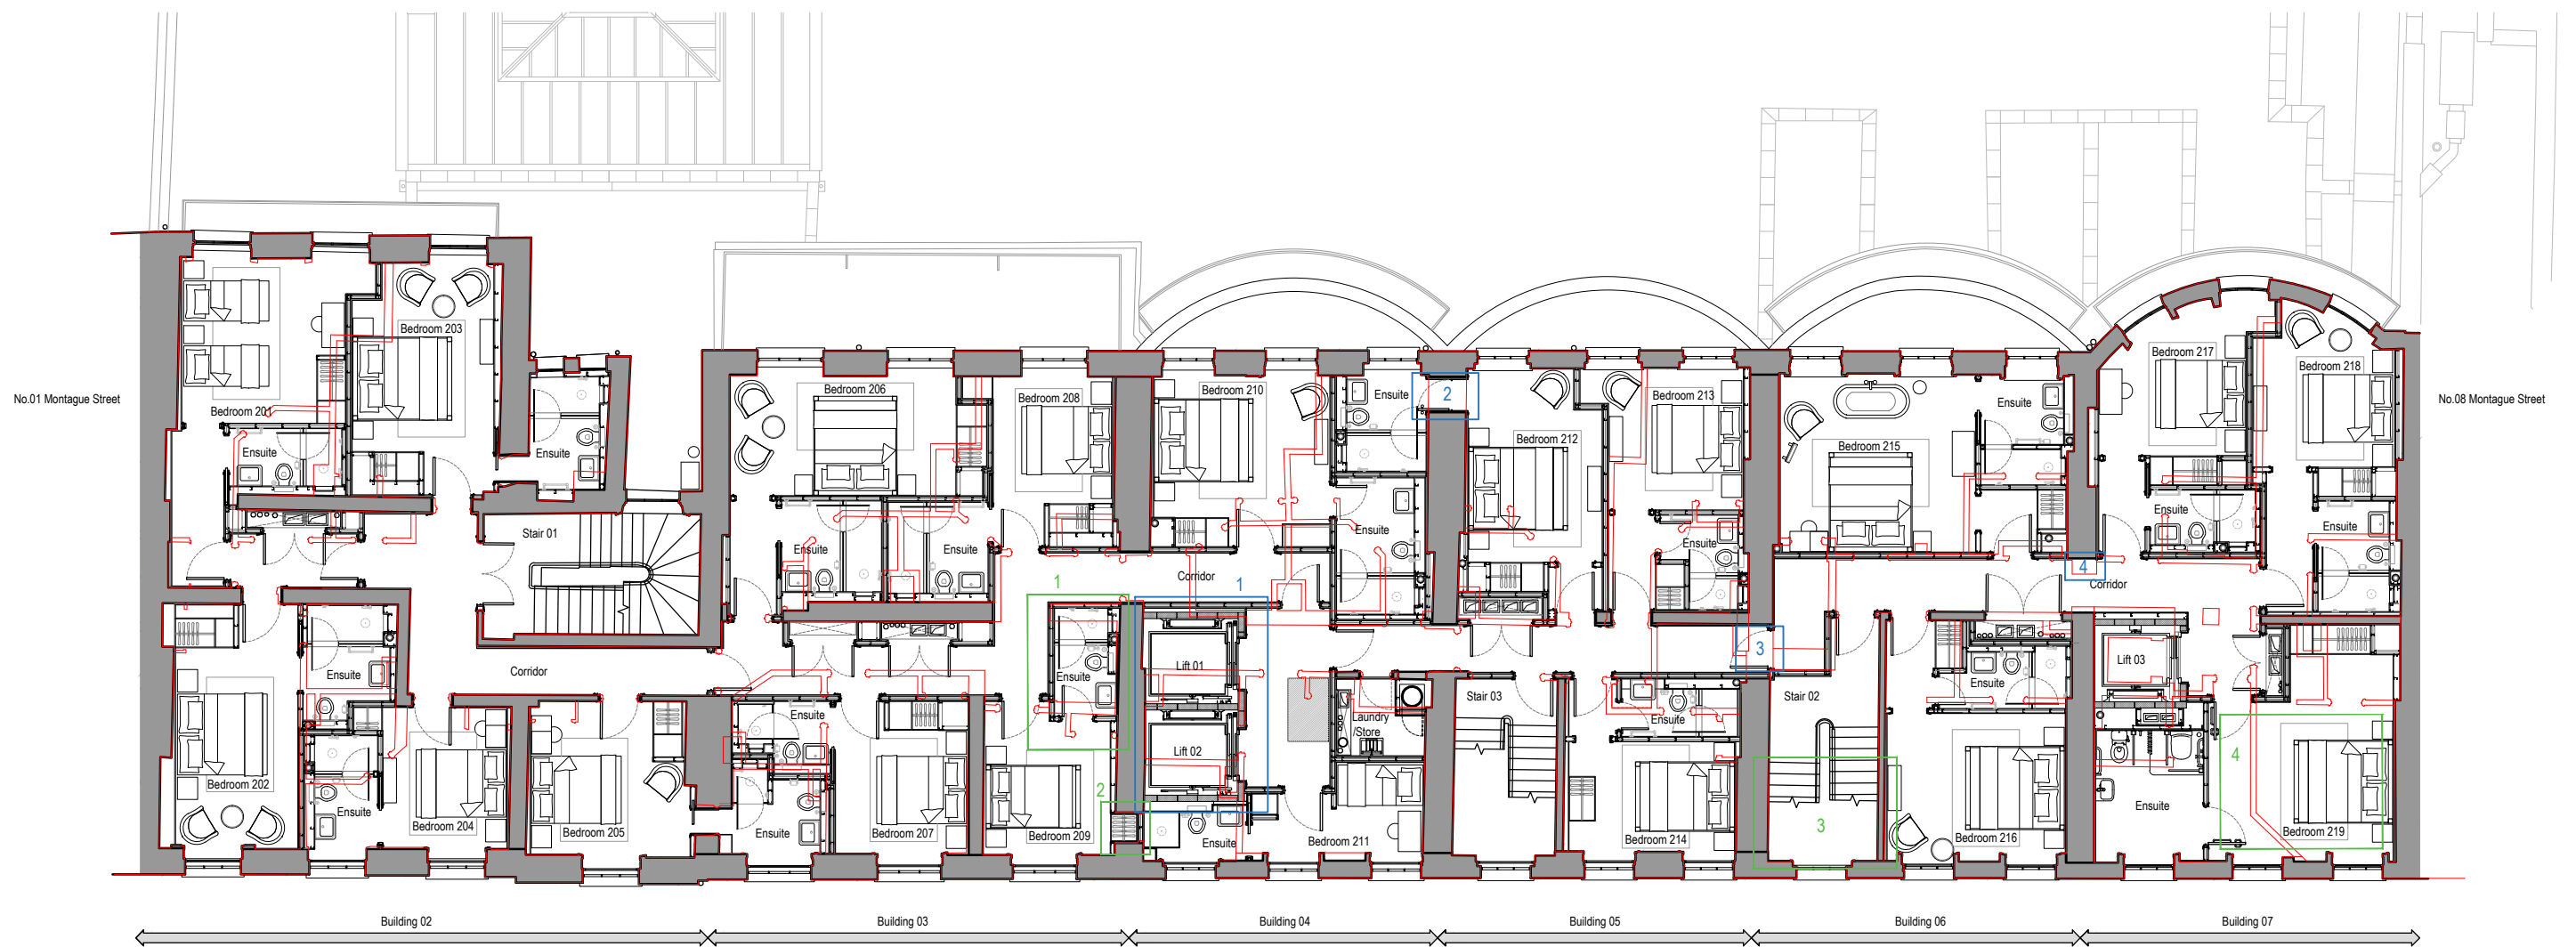 No.01 Montague Street
No.08 Montague Street
Bedroom 201
Bedroom 203
Ensuite
Ensuite
Stair 01
Bedroom 206
Bedroom 208
Ensuite
Ensuite
Bedroom 210
Ensuite
Ensuite
2
Bedroom 212
Bedroom 213
Ensuite
Bedroom 215
Ensuite
Bedroom 217
Bedroom 218
Ensuite
Ensuite
Corridor
1
1
4
Corridor
Bedroom 202
Ensuite
Ensuite
Bedroom 204
Corridor
Bedroom 205
Ensuite
Ensuite
Bedroom 207
Ensuite
Bedroom 209
2
Lift 01
Lift 02
Ensuite
Laundry
/Store
Bedroom 211
Stair 03
Ensuite
Bedroom 214
3
Stair 02
3
Ensuite
Bedroom 216
Lift 03
Ensuite
4
Bedroom 219
Building 02
Building 03
Building 04
Building 05
Building 06
Building 07